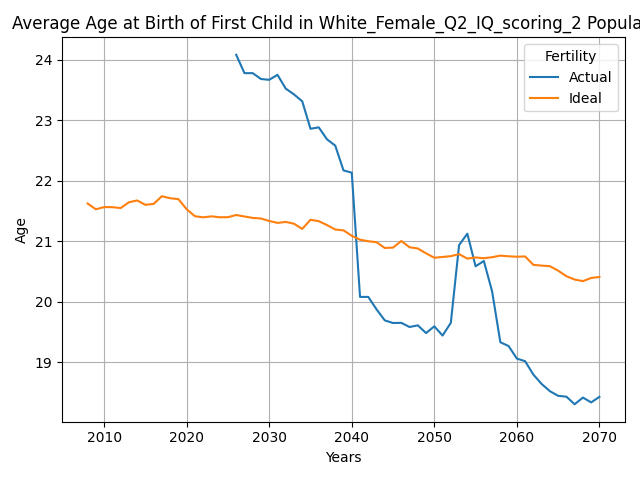 Average Age at Birth of First Child in White_Female_Q2_IQ_scoring_2 Popula
Fertility
Actual
Ideal
24
23
22
21
20
19
Age
2010 2020 2030 2040 2050 2060 2070
Years